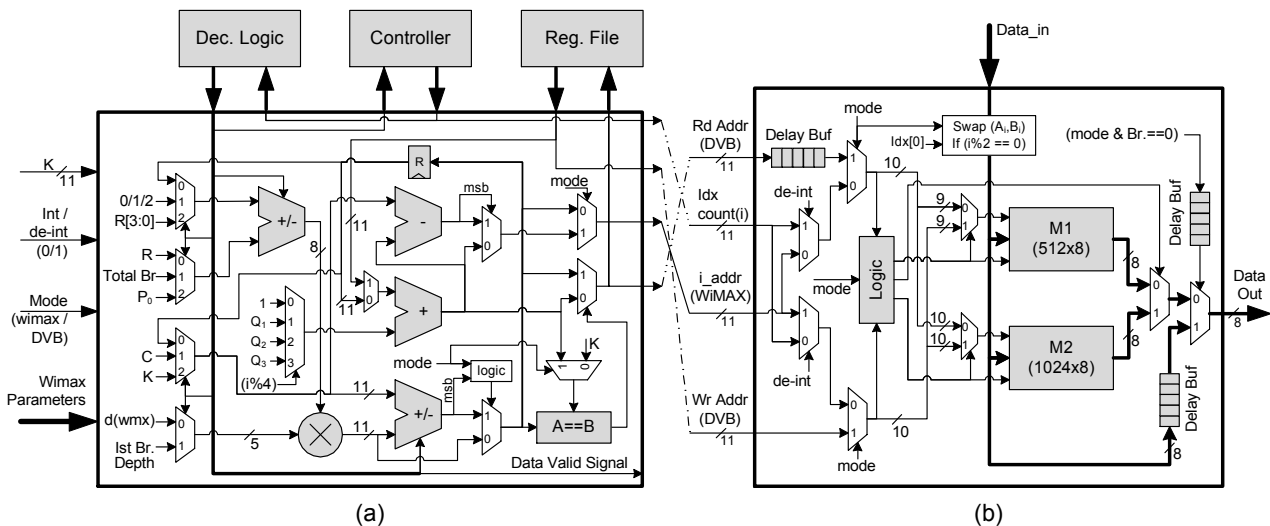 Dec. Logic
Controller
Reg. File
Data_in
K
11
Int /
de-int
(0/1)
Mode
(wimax /
DVB)
Wimax
Parameters
0
0/1/2
1
R[3:0]
2
R
0
Total Br
1
P₀
2
1
0
Q₁
1
Q₂
2
Q₃
3
(i%4)
0
C
1
K
2
d(wmx)
0
Ist Br.
1
Depth
+/-
8
5
11
11
R
11
11
1
0
-
+
+/-
msb
1
0
mode
0
1
0
1
mode
msb
logic
1
0
K
1
0
A==B
Data Valid Signal
(a)
Rd Addr
(DVB)
11
Idx
count(i)
11
i_addr
(WiMAX)
11
Wr Addr
(DVB)
11
Delay Buf
mode
1
0
10
de-int
1
0
1
0
de-int
mode
Logic
0
1
mode
10
Idx[0]
Swap (Aᵢ,Bᵢ)
If (i%2 == 0)
(mode & Br.==0)
9
9
0
1
M1
(512x8)
8
10
10
0
1
M2
(1024x8)
8
0
1
Delay Buf
0
1
Delay Buf
8
Data
Out
8
(b)